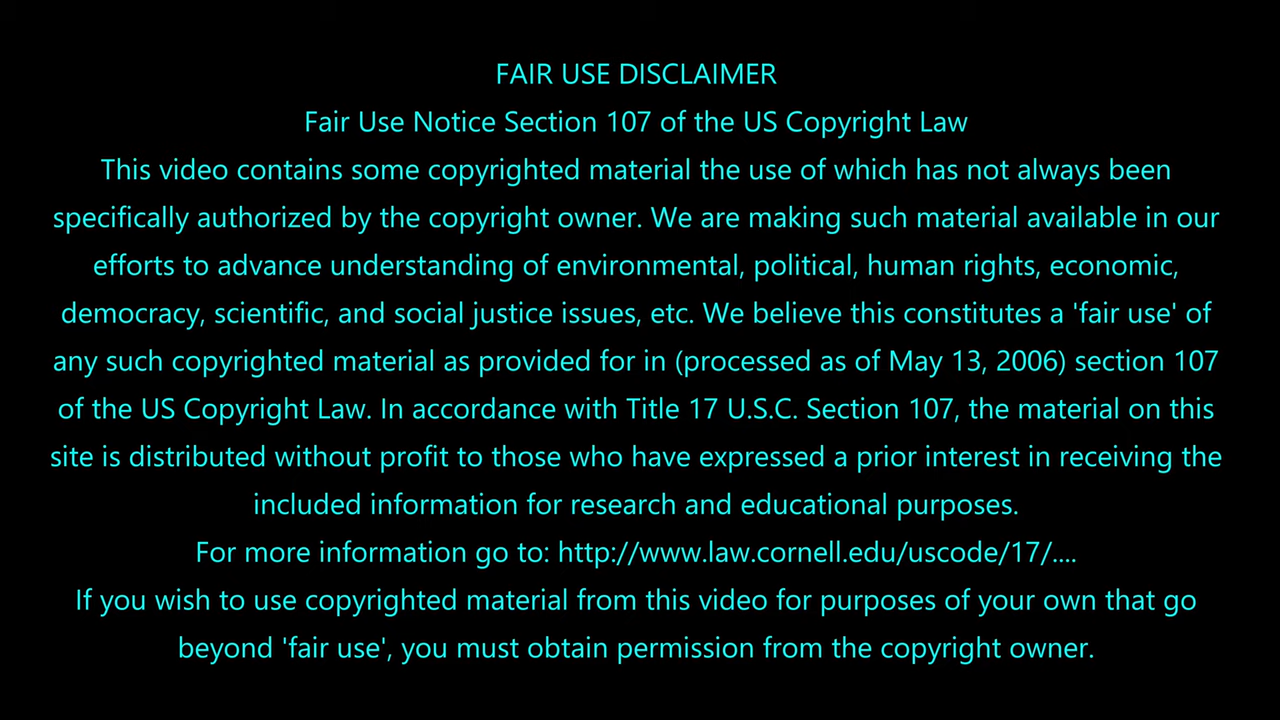 FAIR USE DISCLAIMER
Fair Use Notice Section 107 of the US Copyright Law
This video contains some copyrighted material the use of which has not always been
specifically authorized by the copyright owner. We are making such material available in our
efforts to advance understanding of environmental, political, human rights, economic,
democracy, scientific, and social justice issues, etc. We believe this constitutes a 'fair use' of
any such copyrighted material as provided for in (processed as of May 13, 2006) section 107
of the US Copyright Law. In accordance with Title 17 U.S.C. Section 107, the material on this
site is distributed without profit to those who have expressed a prior interest in receiving the
included information for research and educational purposes.
For more information go to: http://www.law.cornell.edu/uscode/17/....
If you wish to use copyrighted material from this video for purposes of your own that go
beyond 'fair use', you must obtain permission from the copyright owner.